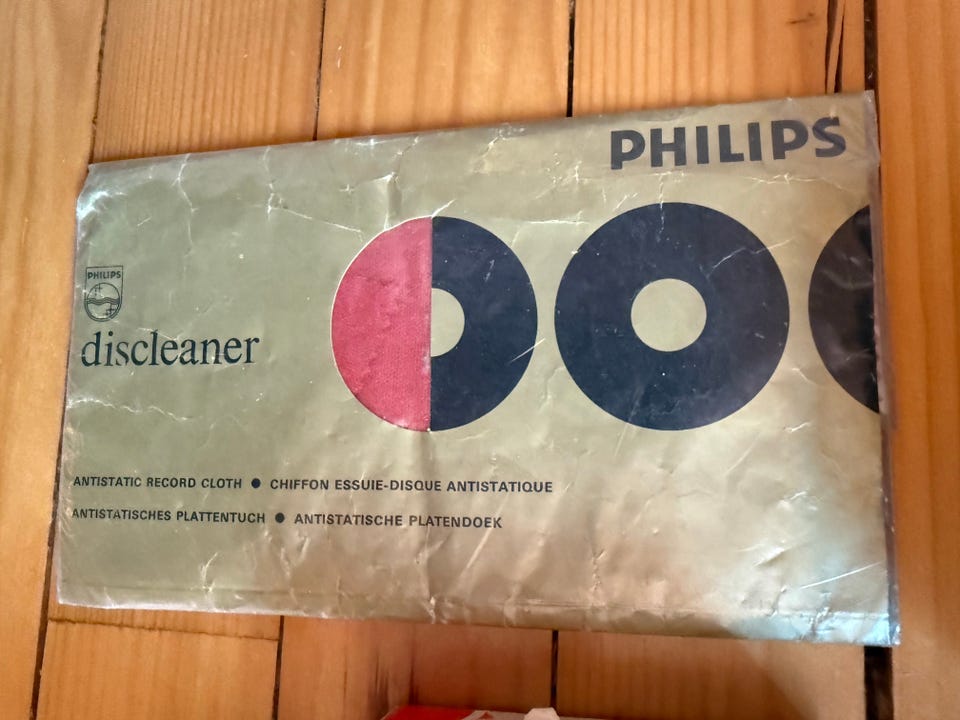 PHILIPS
PHILIPS
discleaner
ANTISTATIC RECORD CLOTH ● CHIFFON ESSUIE-DISQUE ANTISTATIQUE
ANTISTATISCHES PLATTENTUCH ● ANTISTATISCHE PLATENDOEK